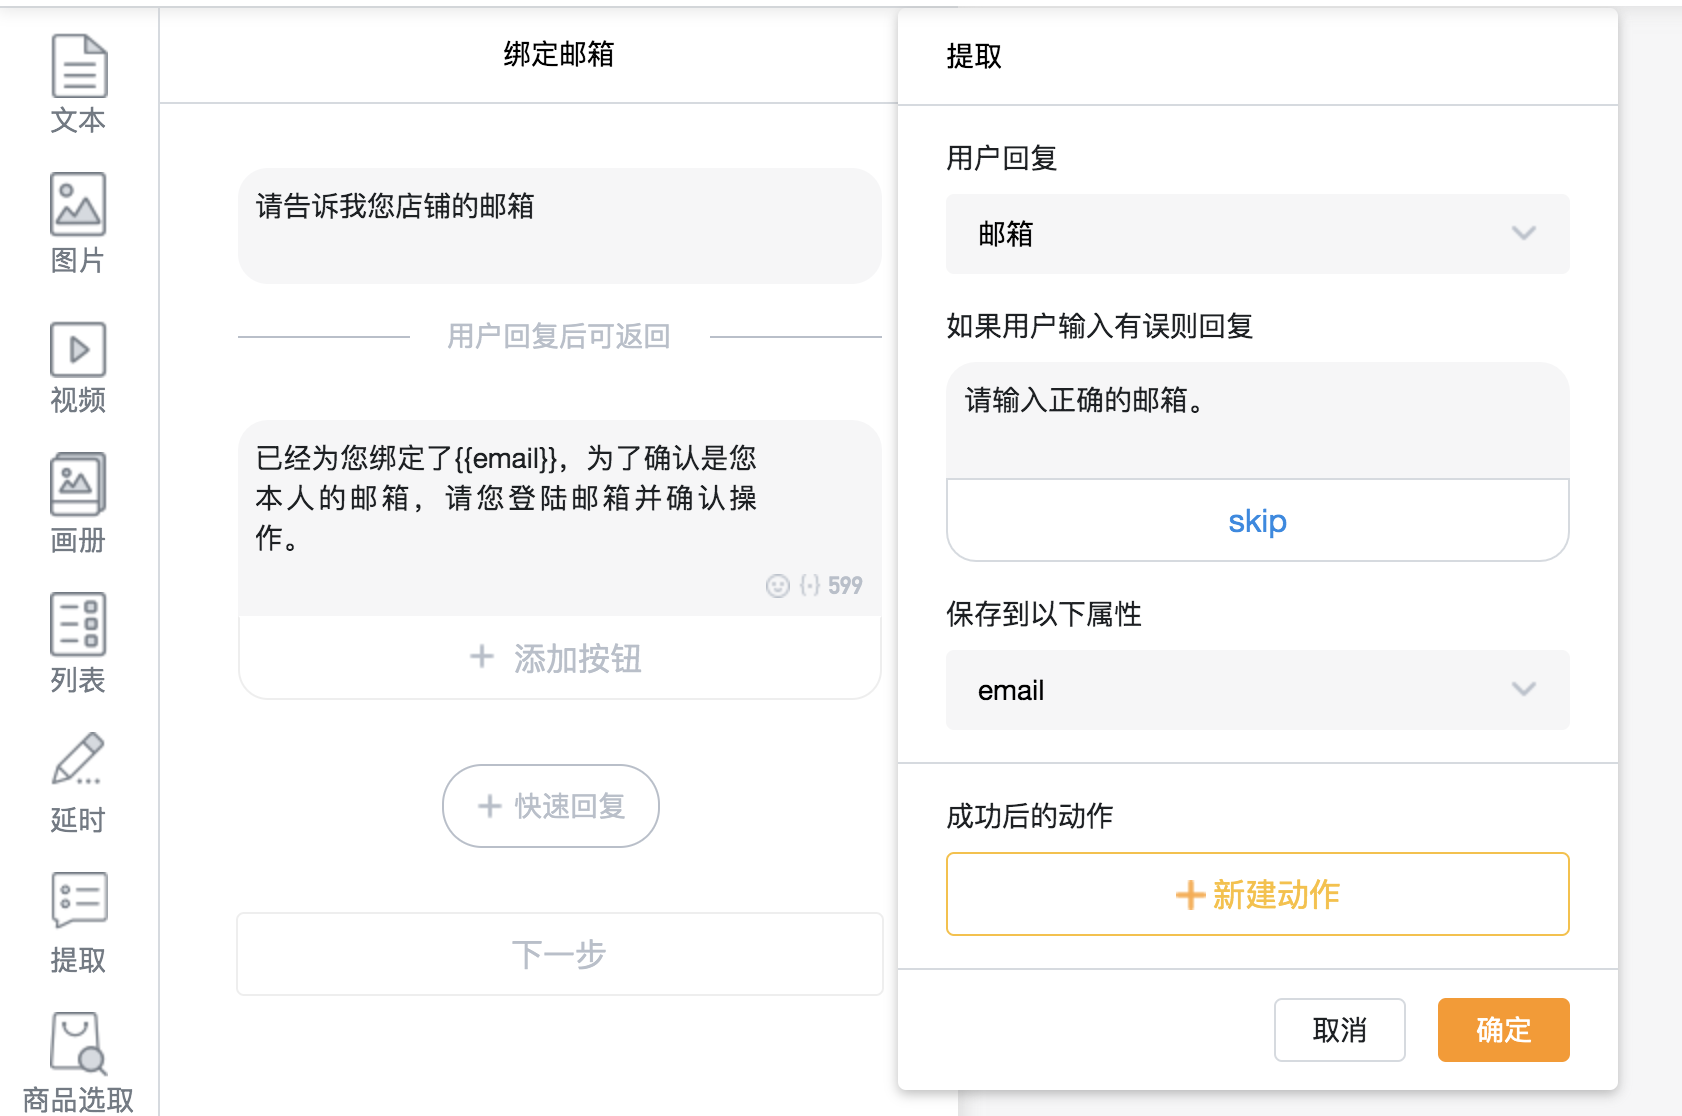 文本
图片
视频
画册
列表
延时
提取
商品选取
绑定邮箱
请告诉我您店铺的邮箱
用户回复后可返回
已经为您绑定了{{email}}，为了确认是您
本人的邮箱，请您登陆邮箱并确认操
作。
{·} 599
+ 添加按钮
+ 快速回复
下一步
提取
用户回复
邮箱
如果用户输入有误则回复
请输入正确的邮箱。
skip
保存到以下属性
email
成功后的动作
+ 新建动作
取消
确定